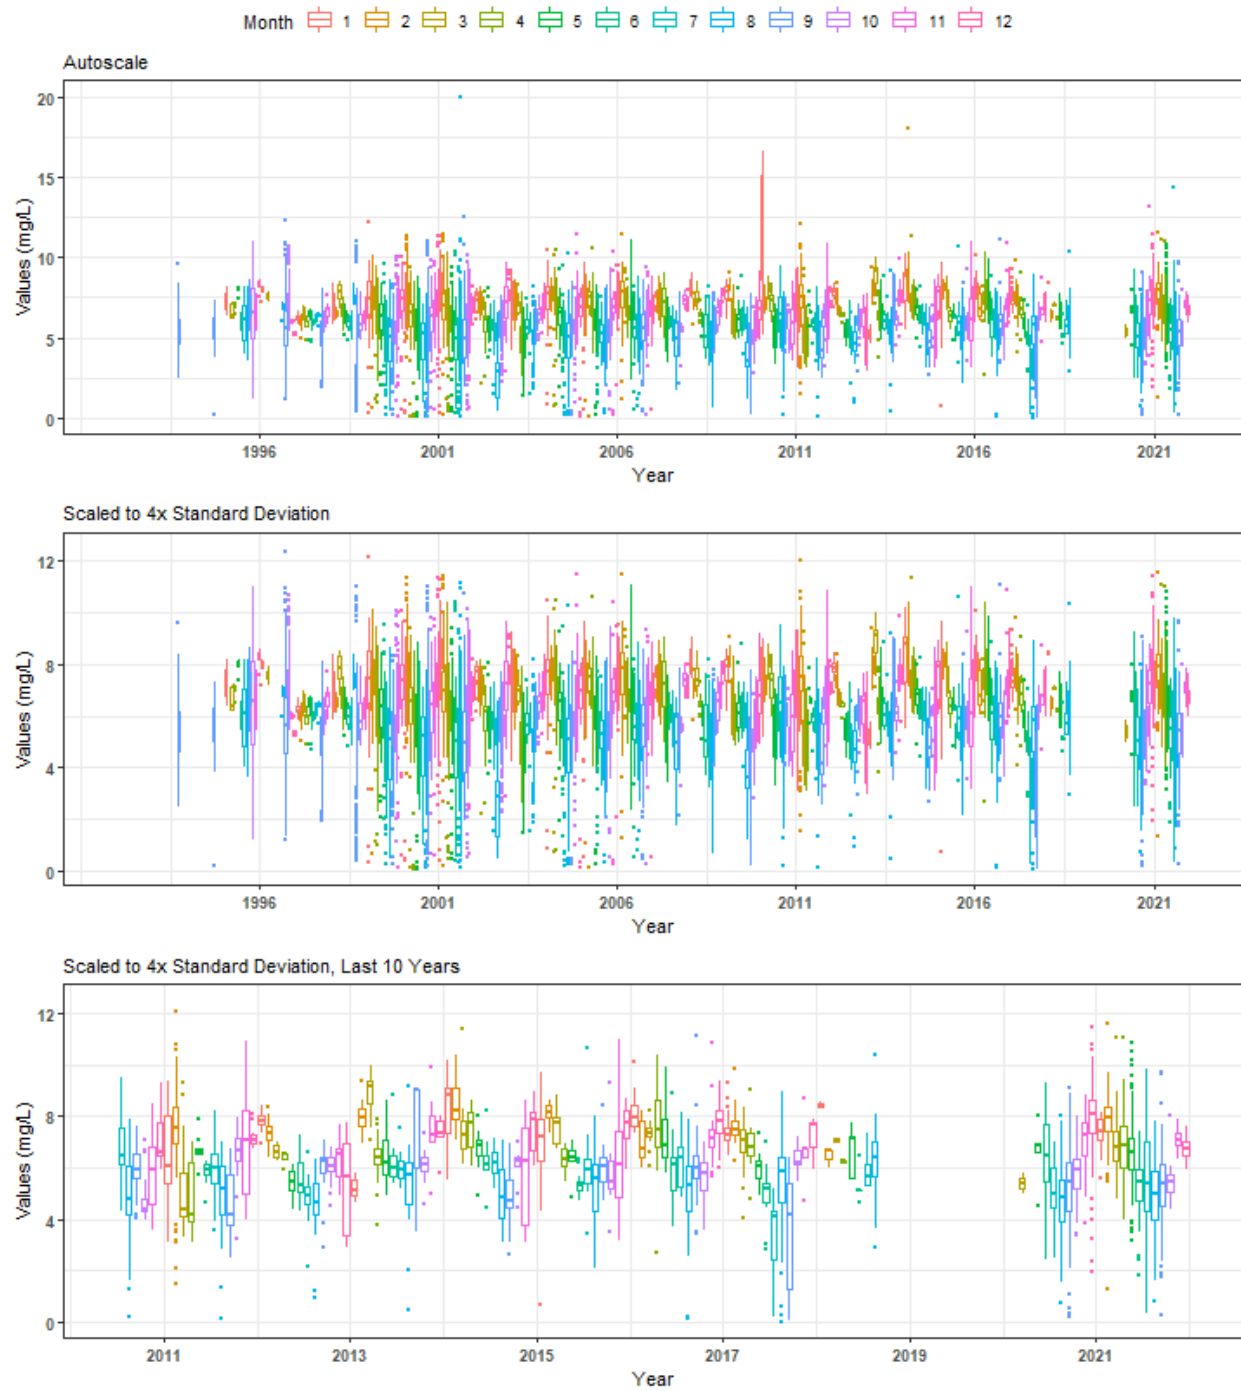 Month 1 2 3 4 5 6 7 8 9 10 11 12
Autoscale
Values (mg/L)
20
15
10
5
0
1996 2001 2006 2011 2016 2021
Year
Scaled to 4x Standard Deviation
Values (mg/L)
12
8
4
0
1996 2001 2006 2011 2016 2021
Year
Scaled to 4x Standard Deviation, Last 10 Years
Values (mg/L)
12
8
4
0
2011 2013 2015 2017 2019 2021
Year